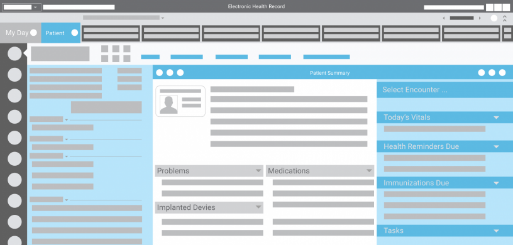 Electronic Health Record
My Day
Patient
Patient Summary
Select Encounter ...
Today's Vitals
Problems
Medications
Health Reminders Due
Immunizations Due
Implanted Devies
Tasks